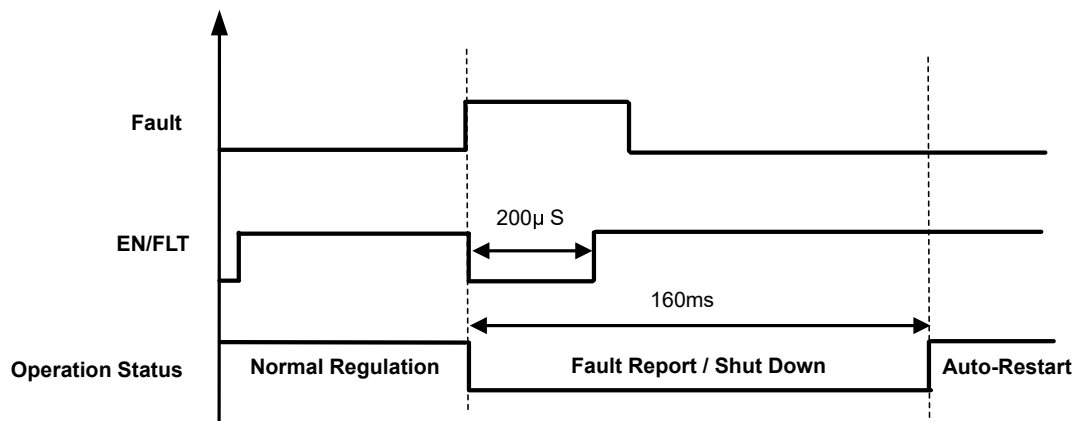 Fault
200µ S
EN/FLT
160ms
Operation Status
Normal Regulation
Fault Report / Shut Down
Auto-Restart